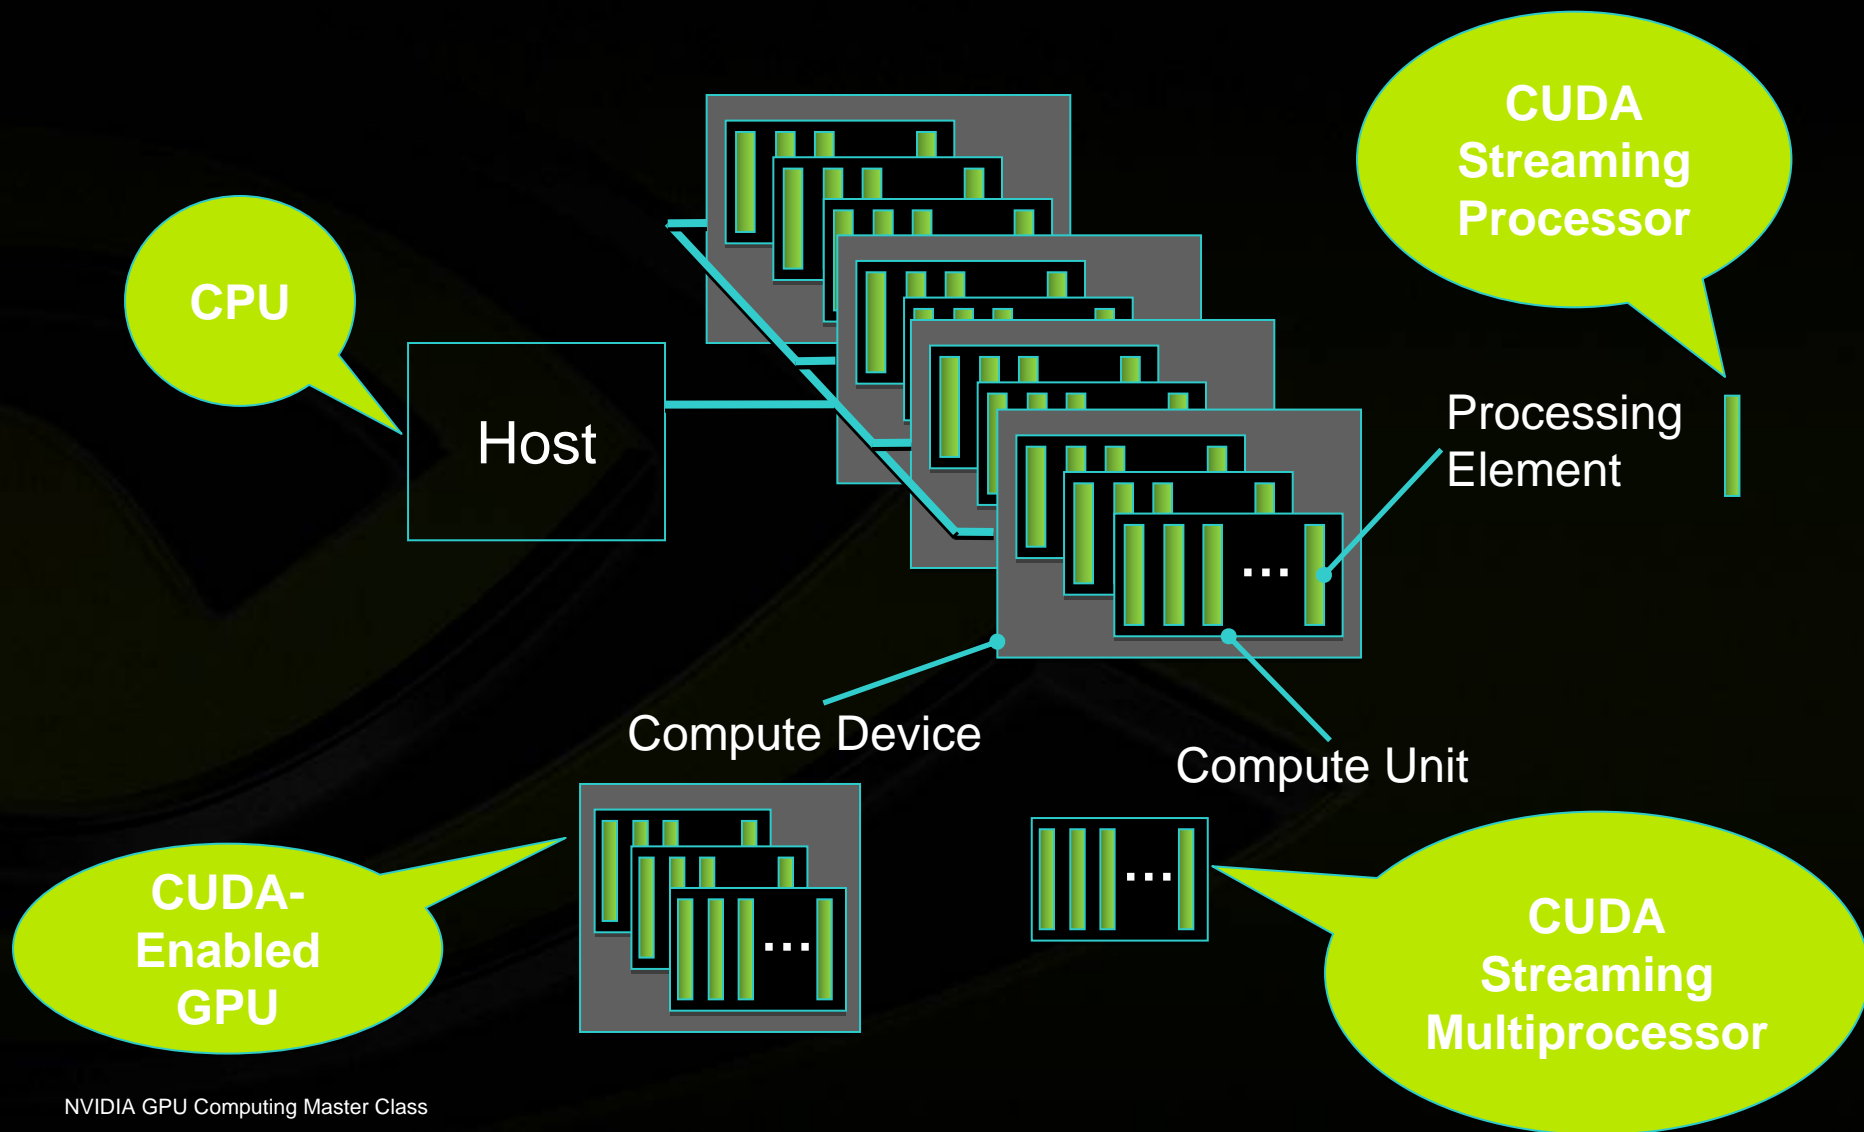 CUDA
Streaming
Processor
CPU
Host
Processing
Element
...
Compute Device
Compute Unit
CUDA-
Enabled
GPU
...
...
CUDA
Streaming
Multiprocessor
NVIDIA GPU Computing Master Class